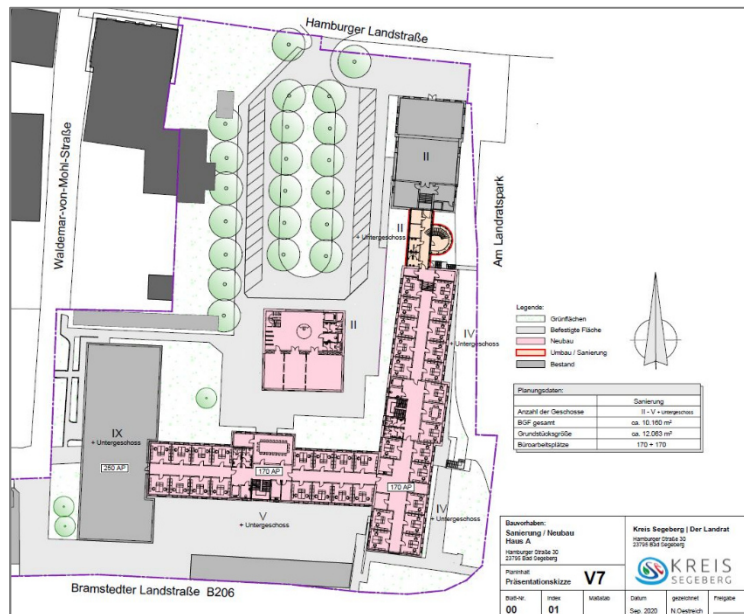 Hamburger Landstraße
Waldemar-von-Mohl-Straße
Am Landratspark
II
II
+ Untergeschoss
II
IV
+ Untergeschoss
IX
+ Untergeschoss
250 AP
170 AP
170 AP
V
+ Untergeschoss
IV
+ Untergeschoss
Bramstedter Landstraße B206
Legende:
Grünflächen
Befestigte Fläche
Neubau
Umbau / Sanierung
Bestand
Planungsdaten:
Sanierung
Anzahl der Geschosse II - V + Untergeschoss
BGF gesamt ca. 10.160 m²
Grundstücksgröße ca. 12.063 m²
Büroarbeitsplätze 170 + 170
Bauvorhaben:
Sanierung / Neubau
Haus A
Hamburger Straße 30
23795 Bad Segeberg
Kreis Segeberg | Der Landrat
Hamburger Straße 30
23795 Bad Segeberg
Planinhalt
Präsentationskizze V7
KREIS
SEGEBERG
Blatt-Nr. Index Maßstab Datum gezeichnet Freigabe
00 01 Sep. 2020 N.Oestreich